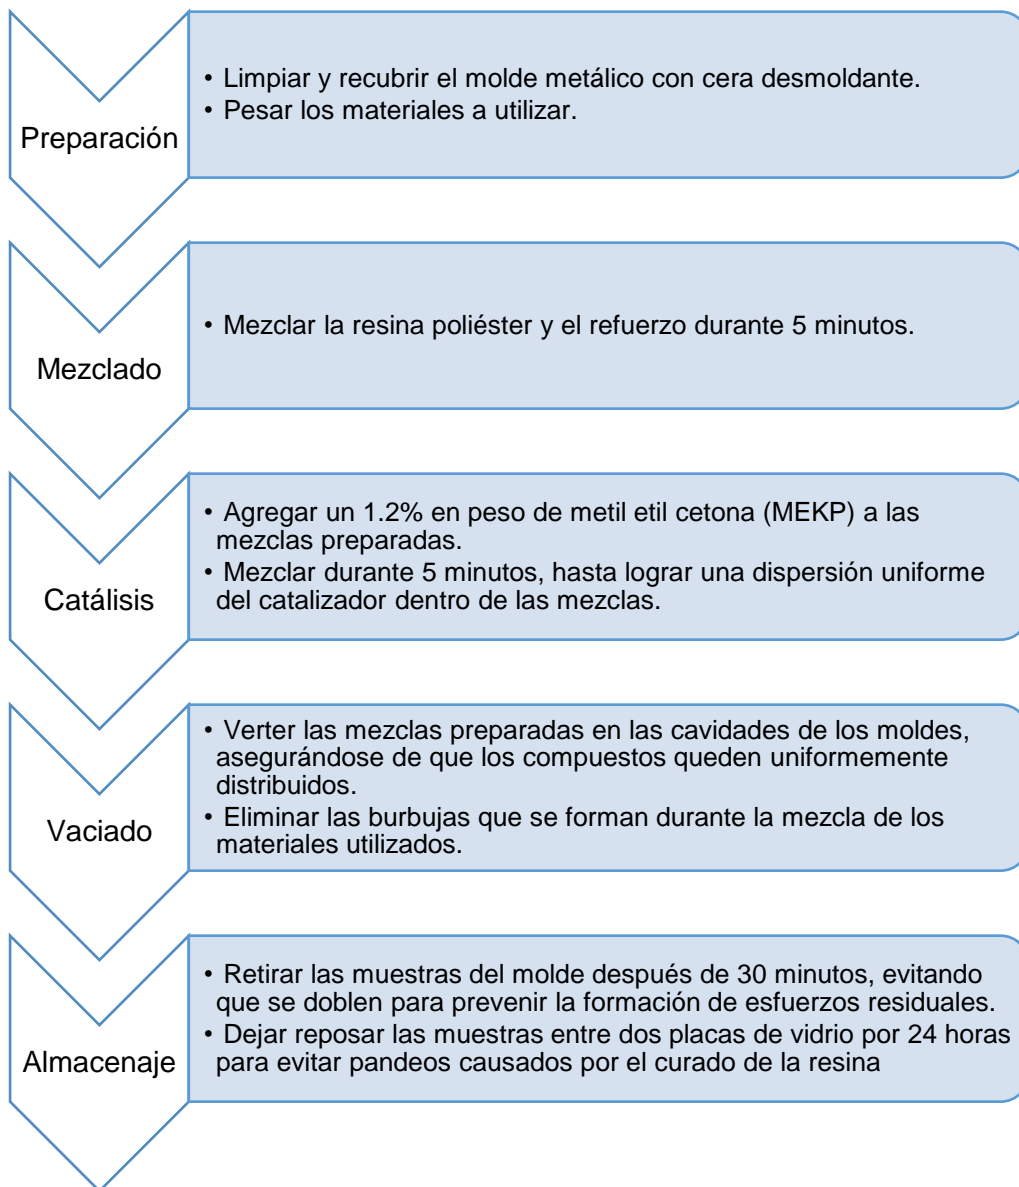 Preparación
• Limpiar y recubrir el molde metálico con cera desmoldante.
• Pesar los materiales a utilizar.
Mezclado
• Mezclar la resina poliéster y el refuerzo durante 5 minutos.
Catálisis
• Agregar un 1.2% en peso de metil etil cetona (MEKP) a las
mezclas preparadas.
• Mezclar durante 5 minutos, hasta lograr una dispersión uniforme
del catalizador dentro de las mezclas.
Vaciado
• Verter las mezclas preparadas en las cavidades de los moldes,
asegurándose de que los compuestos queden uniformemente
distribuidos.
• Eliminar las burbujas que se forman durante la mezcla de los
materiales utilizados.
Almacenaje
• Retirar las muestras del molde después de 30 minutos, evitando
que se doblen para prevenir la formación de esfuerzos residuales.
• Dejar reposar las muestras entre dos placas de vidrio por 24 horas
para evitar pandeos causados por el curado de la resina